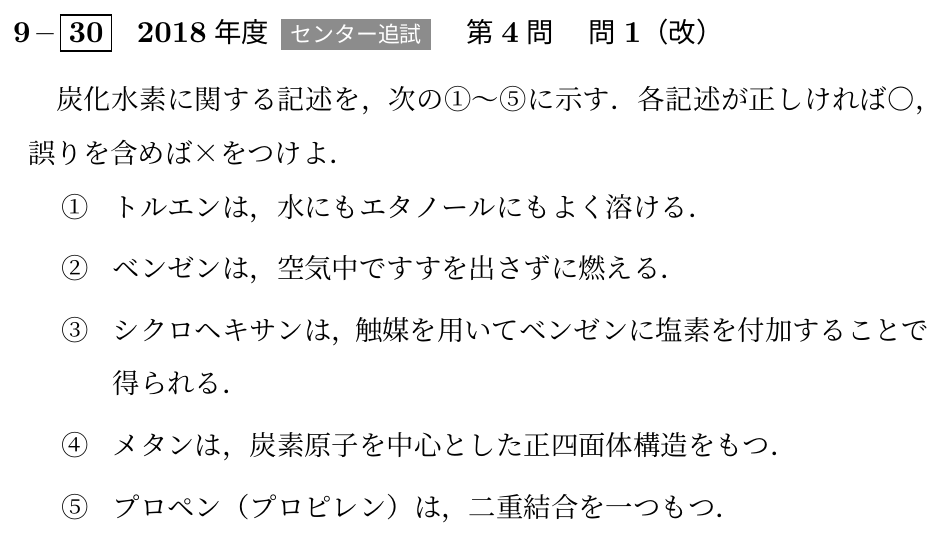 9－30 2018 年度 センター追試 第 4 問 問 1（改）
炭化水素に関する記述を，次の①～⑤に示す．各記述が正しければ○，
誤りを含めば×をつけよ．
① トルエンは，水にもエタノールにもよく溶ける．
② ベンゼンは，空気中ですすを出さずに燃える．
③ シクロヘキサンは，触媒を用いてベンゼンに塩素を付加することで
得られる．
④ メタンは，炭素原子を中心とした正四面体構造をもつ．
⑤ プロペン（プロピレン）は，二重結合を一つもつ．